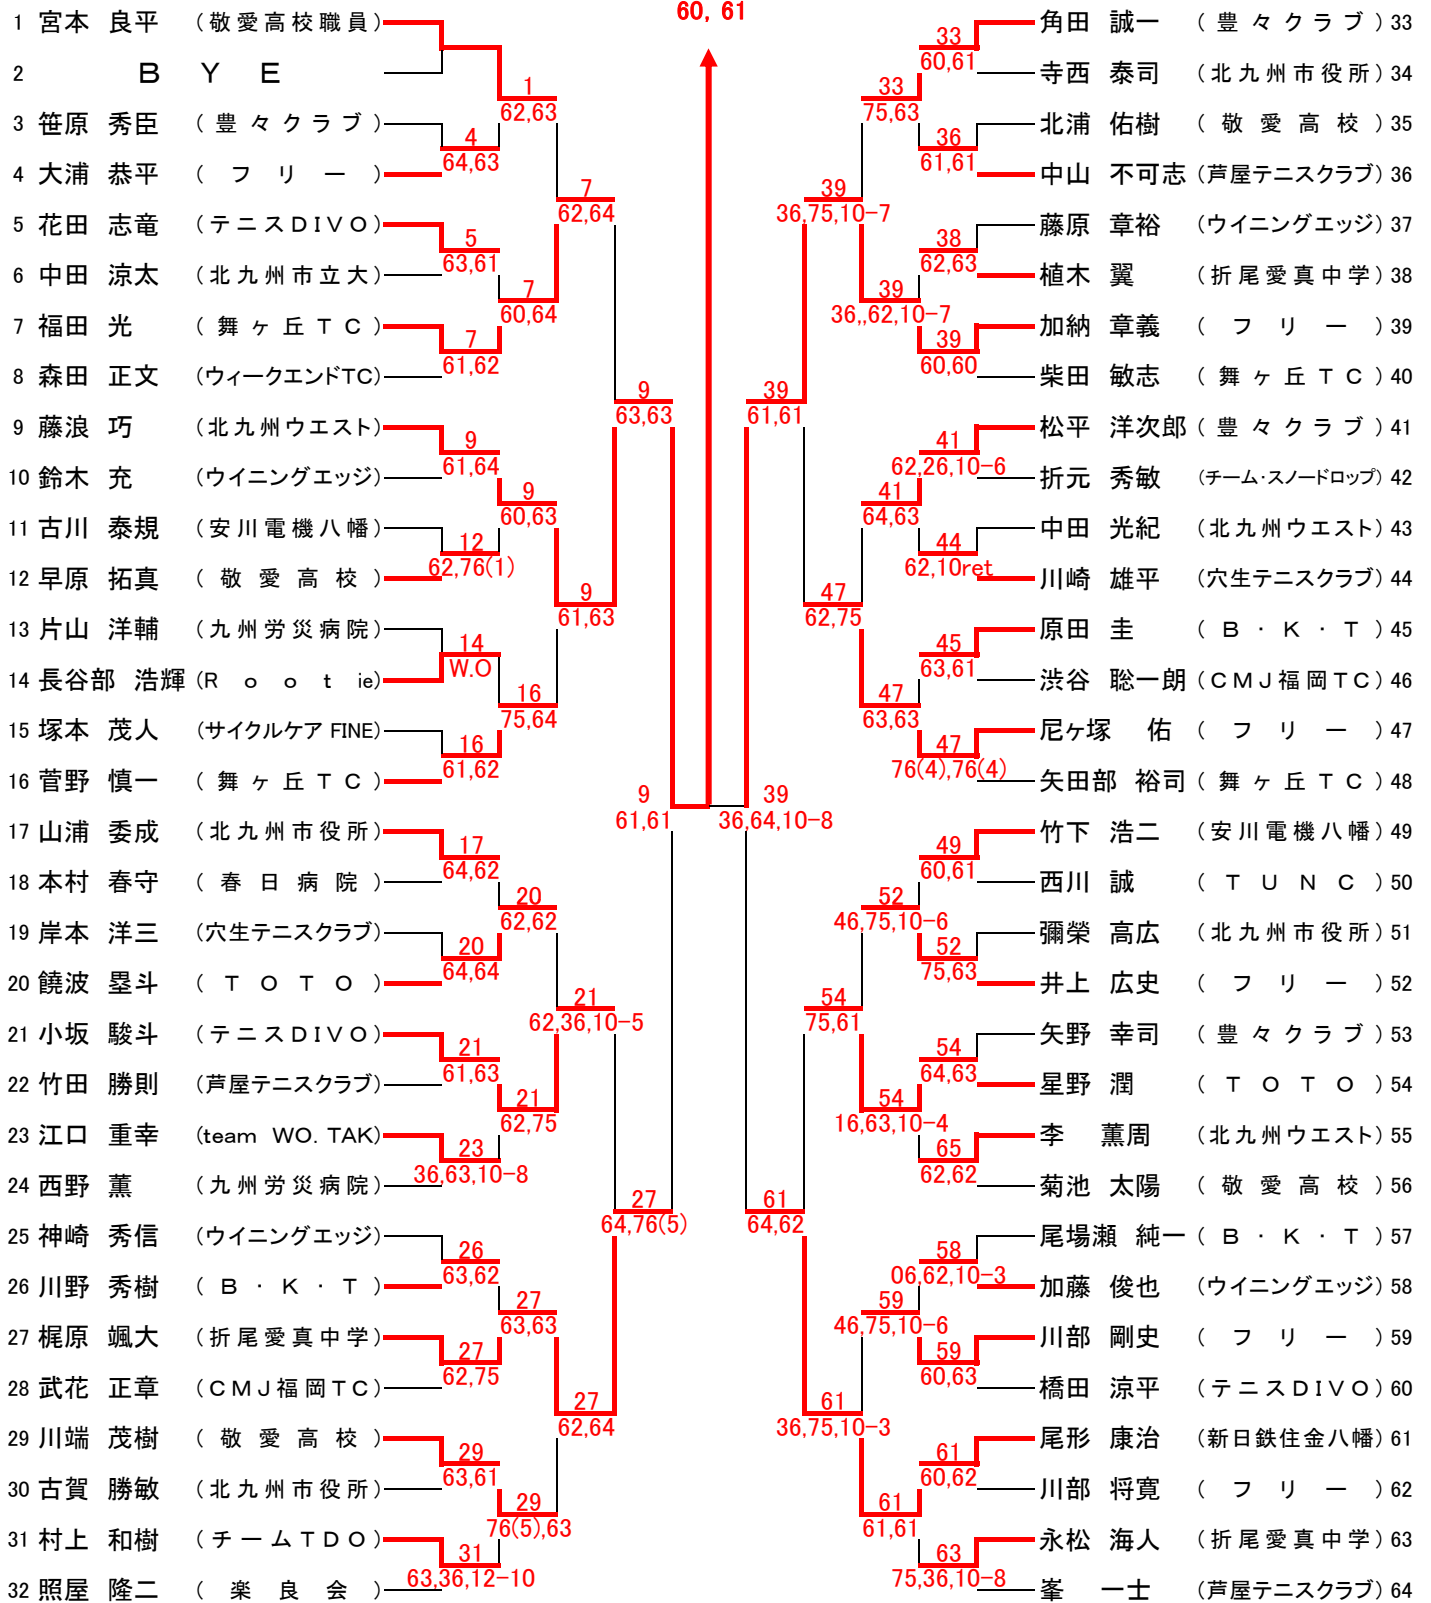 60, 61
1 宮本 良平 (敬愛高校職員)
2 ＢＹＥ
1
62,63
3 笹原 秀臣 (豊々クラブ)
4
64,63
4 大浦 恭平 (フリー)
7
62,64
5 花田 志竜 (テニスＤＩＶＯ)
5
63,61
6 中田 涼太 (北九州市立大)
7
60,64
7 福田 光 (舞ヶ丘ＴＣ)
7
61,62
8 森田 正文 (ウィークエンドTC)
9
63,63
9 藤浪 巧 (北九州ウエスト)
9
61,64
10 鈴木 充 (ウイニングエッジ)
9
60,63
11 古川 泰規 (安川電機八幡)
12
62,76(1)
12 早原 拓真 (敬愛高校)
9
61,63
13 片山 洋輔 (九州労災病院)
14
W.O
14 長谷部 浩輝 (Ｒｏｏｔie)
16
75,64
15 塚本 茂人 (サイクルケア FINE)
16
61,62
16 菅野 慎一 (舞ヶ丘ＴＣ)
9
61,61
17 山浦 委成 (北九州市役所)
17
64,62
18 本村 春守 (春日病院)
20
62,62
19 岸本 洋三 (穴生テニスクラブ)
20
64,64
20 饒波 塁斗 (ＴＯＴＯ)
21
62,36,10-5
21 小坂 駿斗 (テニスＤＩＶＯ)
21
61,63
22 竹田 勝則 (芦屋テニスクラブ)
21
62,75
23 江口 重幸 (team WO. TAK)
23
36,63,10-8
24 西野 薫 (九州労災病院)
27
64,76(5)
25 神崎 秀信 (ウイニングエッジ)
26
63,62
26 川野 秀樹 (Ｂ・Ｋ・Ｔ)
27
63,63
27 梶原 颯大 (折尾愛真中学)
27
62,75
28 武花 正章 (ＣＭＪ福岡ＴＣ)
27
62,64
29 川端 茂樹 (敬愛高校)
29
63,61
30 古賀 勝敏 (北九州市役所)
29
76(5),63
31 村上 和樹 (チームＴＤＯ)
31
63,36,12-10
32 照屋 隆二 (楽良会)
角田 誠一 (豊々クラブ) 33
33
60,61
寺西 泰司 (北九州市役所) 34
33
75,63
北浦 佑樹 (敬愛高校) 35
36
61,61
中山 不可志 (芦屋テニスクラブ) 36
39
36,75,10-7
藤原 章裕 (ウイニングエッジ) 37
38
62,63
植木 翼 (折尾愛真中学) 38
39
36,,62,10-7
加納 章義 (フリー) 39
39
60,60
柴田 敏志 (舞ヶ丘ＴＣ) 40
39
61,61
松平 洋次郎 (豊々クラブ) 41
41
62,26,10-6
折元 秀敏 (チーム・スノードロップ) 42
41
64,63
中田 光紀 (北九州ウエスト) 43
44
62,10ret
川崎 雄平 (穴生テニスクラブ) 44
47
62,75
原田 圭 (Ｂ・Ｋ・Ｔ) 45
45
63,61
渋谷 聡一朗 (ＣＭＪ福岡ＴＣ) 46
47
63,63
尼ヶ塚 佑 (フリー) 47
47
76(4),76(4)
矢田部 裕司 (舞ヶ丘ＴＣ) 48
39
36,64,10-8
竹下 浩二 (安川電機八幡) 49
49
60,61
西川 誠 (ＴＵＮＣ) 50
52
46,75,10-6
彌榮 高広 (北九州市役所) 51
52
75,63
井上 広史 (フリー) 52
54
75,61
矢野 幸司 (豊々クラブ) 53
54
64,63
星野 潤 (ＴＯＴＯ) 54
54
16,63,10-4
李 薫周 (北九州ウエスト) 55
65
62,62
菊池 太陽 (敬愛高校) 56
61
64,62
尾場瀬 純一 (Ｂ・Ｋ・Ｔ) 57
58
06,62,10-3
加藤 俊也 (ウイニングエッジ) 58
59
46,75,10-6
川部 剛史 (フリー) 59
59
60,63
橋田 涼平 (テニスＤＩＶＯ) 60
61
36,75,10-3
尾形 康治 (新日鉄住金八幡) 61
61
60,62
川部 将寛 (フリー) 62
61
61,61
永松 海人 (折尾愛真中学) 63
63
75,36,10-8
峯 一士 (芦屋テニスクラブ) 64